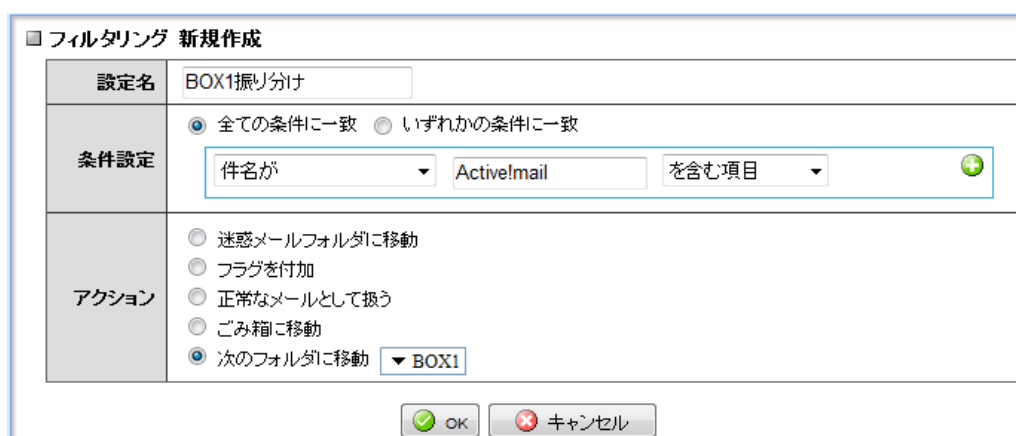 フィルタリング 新規作成
設定名
BOX1振り分け
条件設定
全ての条件に一致 いずれかの条件に一致
件名が Active!mail を含む項目
アクション
迷惑メールフォルダに移動
フラグを付加
正常なメールとして扱う
ごみ箱に移動
次のフォルダに移動 BOX1
OK キャンセル